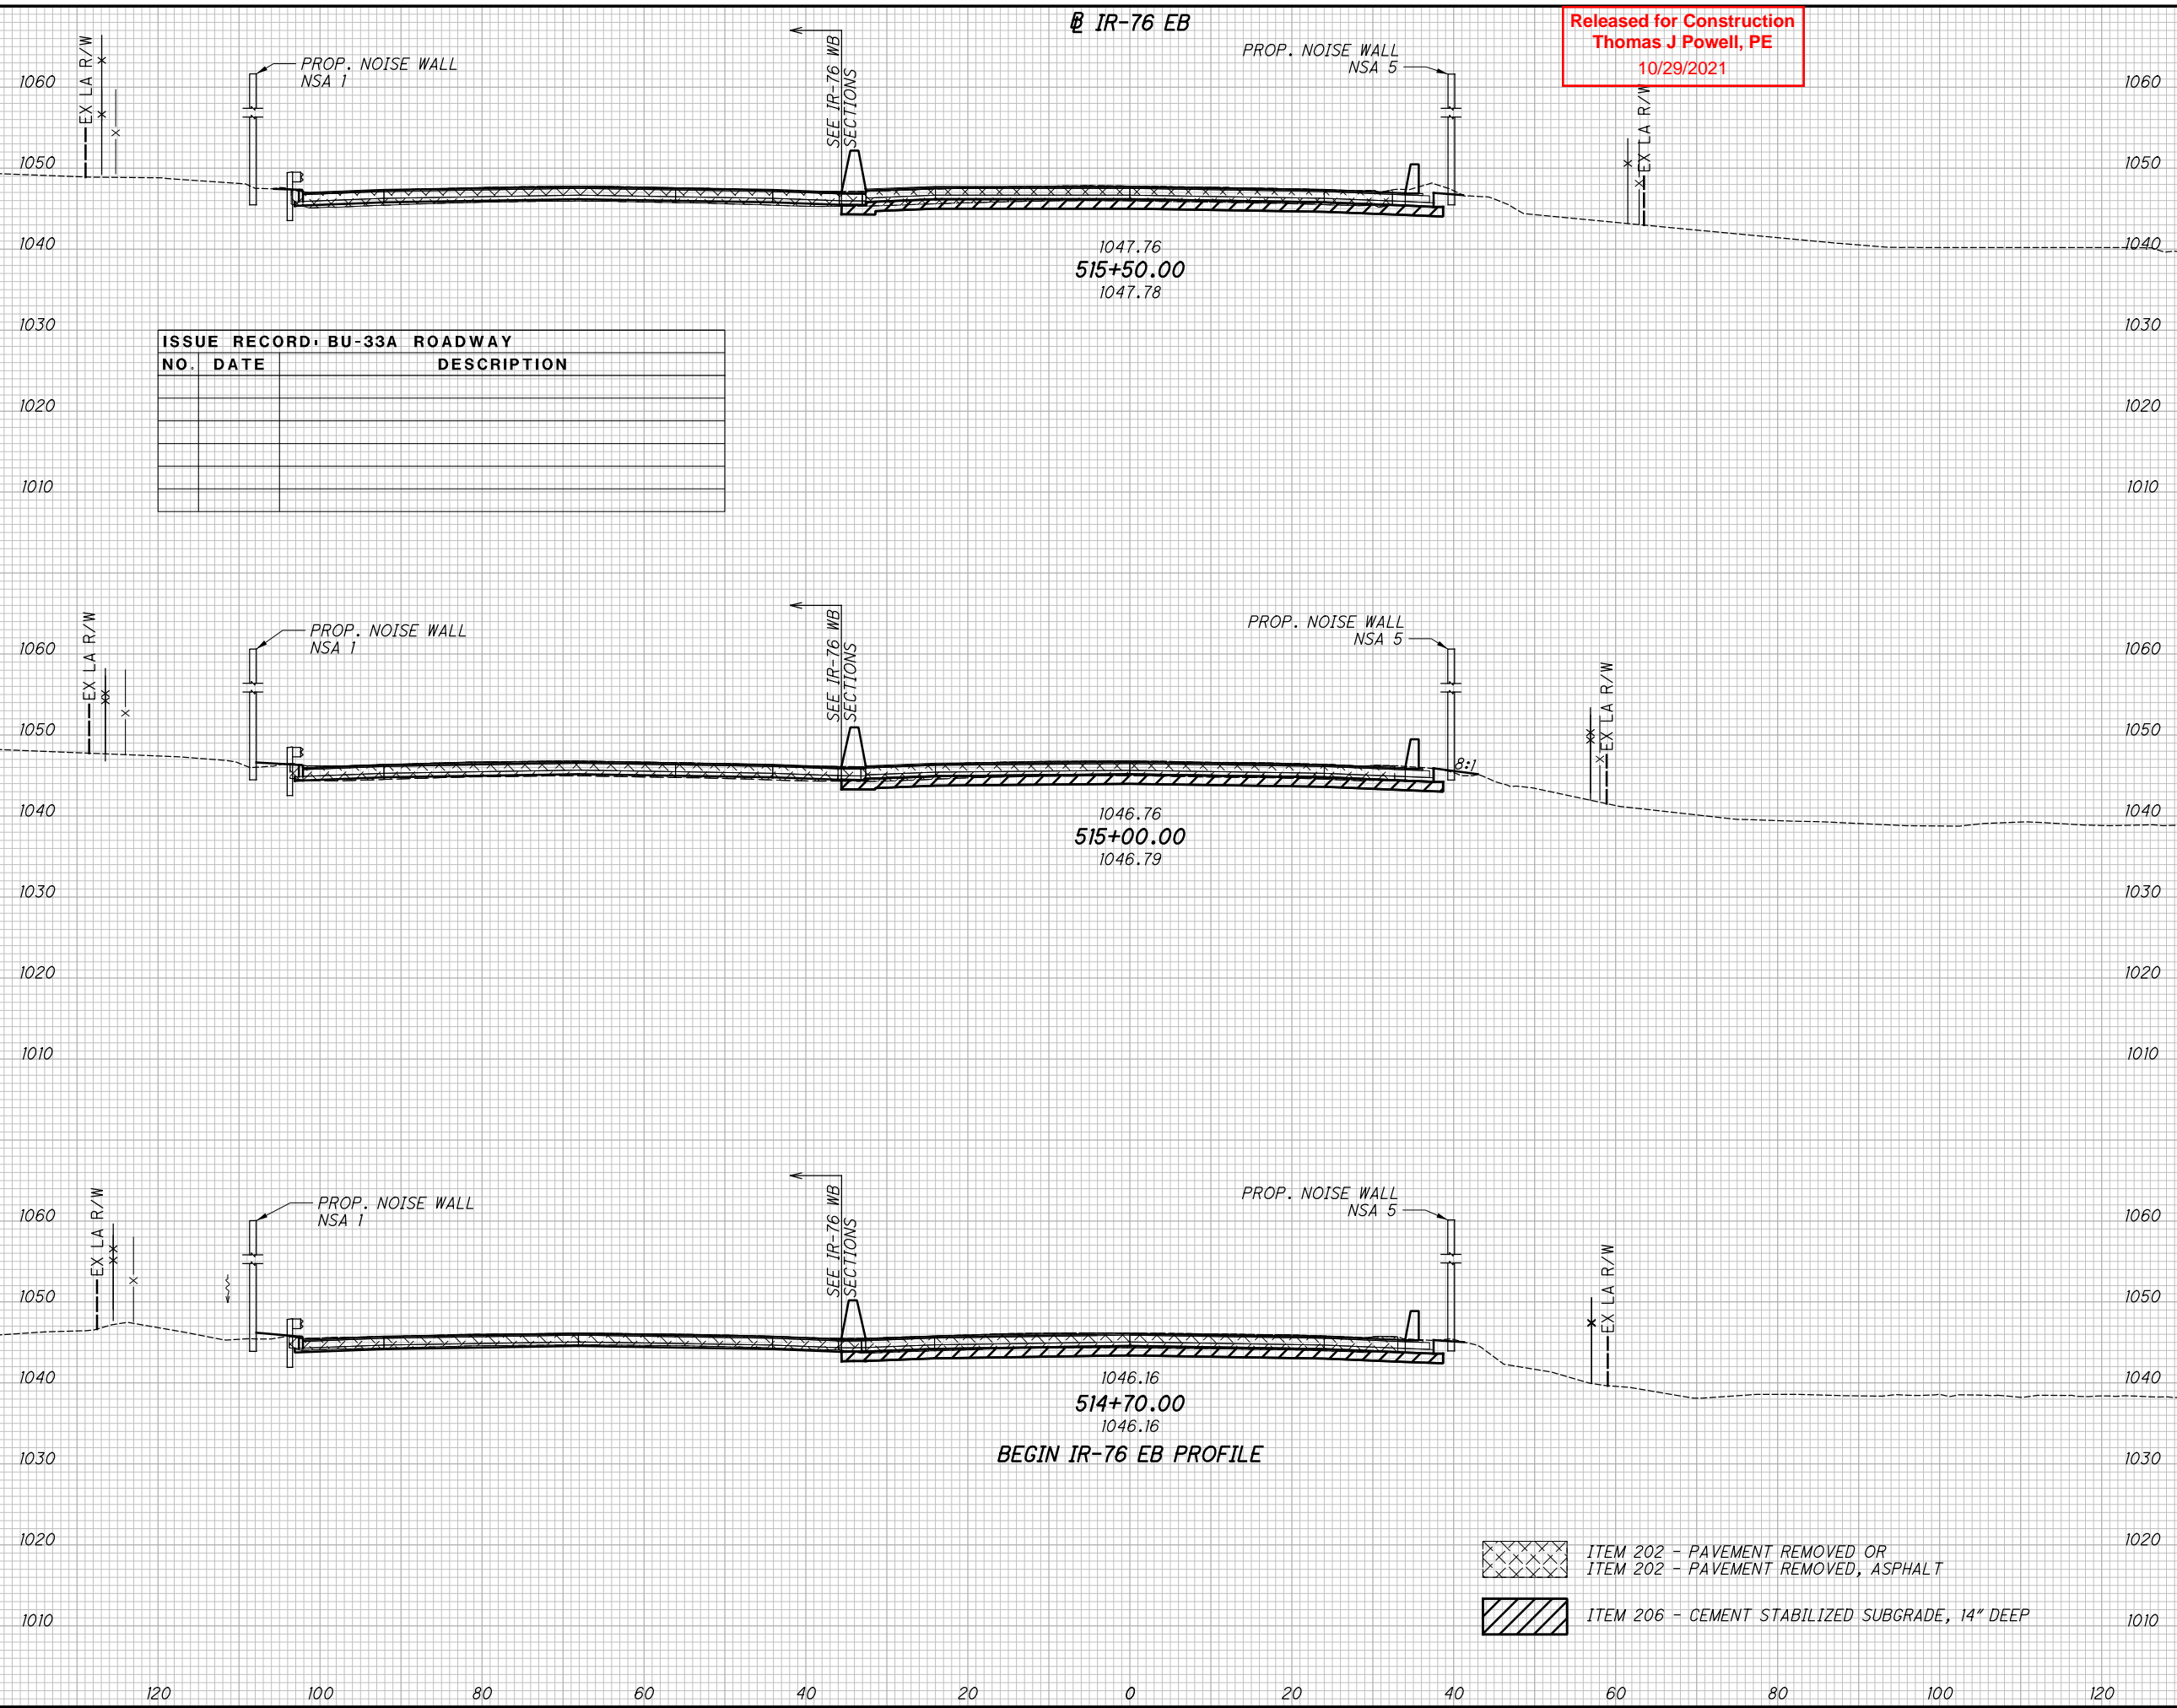 ℄ IR-76 EB
Released for Construction
Thomas J Powell, PE
10/29/2021
EX LA R/W
PROP. NOISE WALL
NSA 1
SEE IR-76 WB
SECTIONS
PROP. NOISE WALL
NSA 5
EX LA R/W
1060 1060
1050 1050
1040 1040
1047.76
515+50.00
1047.78
1030 1030
ISSUE RECORD: BU-33A ROADWAY
NO. DATE DESCRIPTION
1020 1020
1010 1010
EX LA R/W
PROP. NOISE WALL
NSA 1
SEE IR-76 WB
SECTIONS
PROP. NOISE WALL
NSA 5
EX LA R/W
1060 1060
1050 1050
8:1
1040 1040
1046.76
515+00.00
1046.79
1030 1030
1020 1020
1010 1010
EX LA R/W
PROP. NOISE WALL
NSA 1
SEE IR-76 WB
SECTIONS
PROP. NOISE WALL
NSA 5
EX LA R/W
1060 1060
1050 1050
1040 1040
1046.16
514+70.00
1046.16
BEGIN IR-76 EB PROFILE
1030 1030
1020 1020
ITEM 202 - PAVEMENT REMOVED OR
ITEM 202 - PAVEMENT REMOVED, ASPHALT
ITEM 206 - CEMENT STABILIZED SUBGRADE, 14" DEEP
1010 1010
120 100 80 60 40 20 0 20 40 60 80 100 120